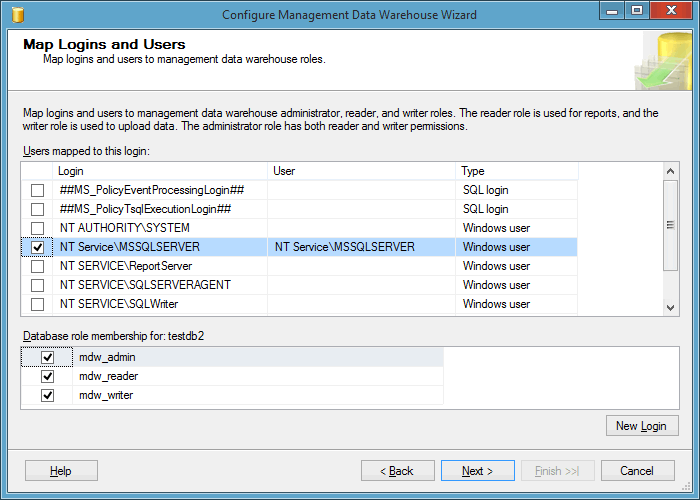 Configure Management Data Warehouse Wizard
Map Logins and Users
Map logins and users to management data warehouse roles.
Map logins and users to management data warehouse administrator, reader, and writer roles. The reader role is used for reports, and the
writer role is used to upload data. The administrator role has both reader and writer permissions.
Users mapped to this login:
Login User Type
##MS_PolicyEventProcessingLogin## SQL login
##MS_PolicyTsqlExecutionLogin## SQL login
NT AUTHORITY\SYSTEM Windows user
NT Service\MSSQLSERVER NT Service\MSSQLSERVER Windows user
NT SERVICE\ReportServer Windows user
NT SERVICE\SQLSERVERAGENT Windows user
NT SERVICE\SQLWriter Windows user
Database role membership for: testdb2
mdw_admin
mdw_reader
mdw_writer
New Login
Help < Back Next > Finish >>| Cancel